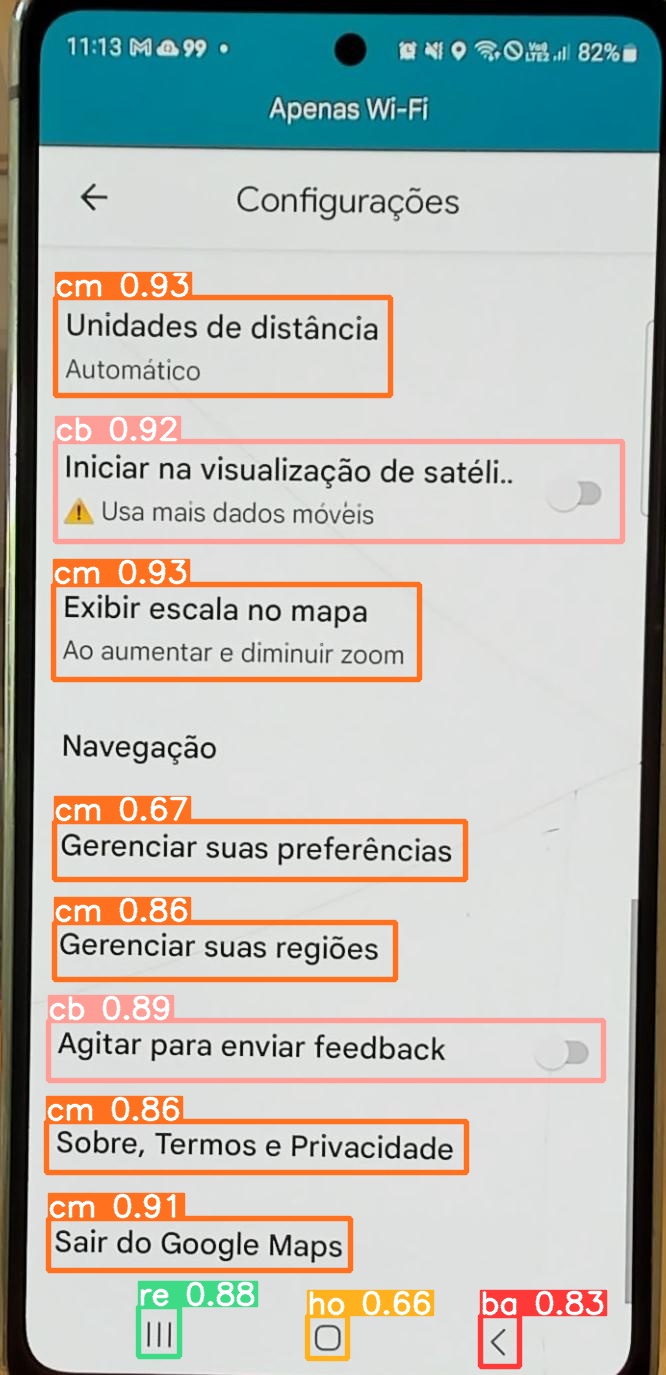 11:13 99
VoD LTE2 82%
Apenas Wi-Fi
Configurações
cm 0.93
Unidades de distância
Automático
cb 0.92
Iniciar na visualização de satéli..
Usa mais dados móveis
cm 0.93
Exibir escala no mapa
Ao aumentar e diminuir zoom
Navegação
cm 0.67
Gerenciar suas preferências
cm 0.86
Gerenciar suas regiões
cb 0.89
Agitar para enviar feedback
cm 0.86
Sobre, Termos e Privacidade
cm 0.91
Sair do Google Maps
re 0.88
ho 0.66
ba 0.83